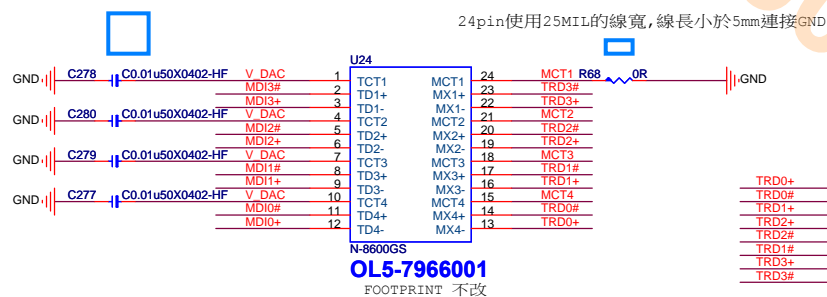 24pin使用25MIL的線寬,線長小於5mm連接GND
U24
GND C278 C0.01u50X0402-HF V_DAC 1 TCT1 MCT1 24 MCT1 R68 0R GND
MDI3# 2 TD1+ MX1+ 23 TRD3#
MDI3+ 3 TD1- MX1- 22 TRD3+
GND C280 C0.01u50X0402-HF V_DAC 4 TCT2 MCT2 21 MCT2
MDI2# 5 TD2+ MX2+ 20 TRD2#
MDI2+ 6 TD2- MX2- 19 TRD2+
GND C279 C0.01u50X0402-HF V_DAC 7 TCT3 MCT3 18 MCT3
MDI1# 8 TD3+ MX3+ 17 TRD1#
MDI1+ 9 TD3- MX3- 16 TRD1+
GND C277 C0.01u50X0402-HF V_DAC 10 TCT4 MCT4 15 MCT4
MDI0# 11 TD4+ MX4+ 14 TRD0#
MDI0+ 12 TD4- MX4- 13 TRD0+
N-8600GS
OL5-7966001
FOOTPRINT 不改
TRD0+
TRD0#
TRD1+
TRD2+
TRD2#
TRD1#
TRD3+
TRD3#